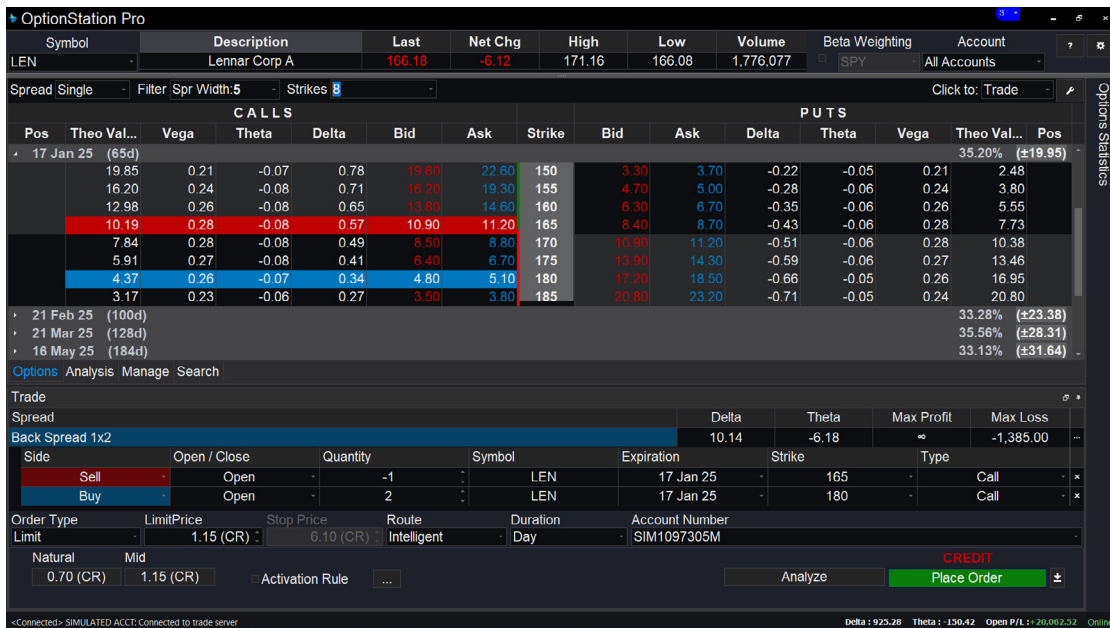 OptionStation Pro 3
Symbol Description Last Net Chg High Low Volume Beta Weighting Account ?
LEN Lennar Corp A 166.18 -6.12 171.16 166.08 1,776,077 SPY All Accounts
Spread Single Filter Spr Width:5 Strikes 8 Click to: Trade
Options Statistics
CALLS PUTS
Pos Theo Val... Vega Theta Delta Bid Ask Strike Bid Ask Delta Theta Vega Theo Val... Pos
17 Jan 25 (65d) 35.20% (±19.95)
19.85 0.21 -0.07 0.78 19.60 22.60 150 3.30 3.70 -0.22 -0.05 0.21 2.48
16.20 0.24 -0.08 0.71 16.20 19.30 155 4.70 5.00 -0.28 -0.06 0.24 3.80
12.98 0.26 -0.08 0.65 13.80 14.60 160 6.30 6.70 -0.35 -0.06 0.26 5.55
10.19 0.28 -0.08 0.57 10.90 11.20 165 8.40 8.70 -0.43 -0.06 0.28 7.73
7.84 0.28 -0.08 0.49 8.50 8.80 170 10.90 11.20 -0.51 -0.06 0.28 10.38
5.91 0.27 -0.08 0.41 6.40 6.70 175 13.90 14.30 -0.59 -0.06 0.27 13.46
4.37 0.26 -0.07 0.34 4.80 5.10 180 17.20 18.50 -0.66 -0.05 0.26 16.95
3.17 0.23 -0.06 0.27 3.50 3.80 185 20.80 23.20 -0.71 -0.05 0.24 20.80
21 Feb 25 (100d) 33.28% (±23.38)
21 Mar 25 (128d) 35.56% (±28.31)
16 May 25 (184d) 33.13% (±31.64)
Options Analysis Manage Search
Trade
Spread Delta Theta Max Profit Max Loss
Back Spread 1x2 10.14 -6.18 ∞ -1,385.00 ...
Side Open / Close Quantity Symbol Expiration Strike Type
Sell Open -1 LEN 17 Jan 25 165 Call
Buy Open 2 LEN 17 Jan 25 180 Call
Order Type LimitPrice Stop Price Route Duration Account Number
Limit 1.15 (CR) 6.10 (CR) Intelligent Day SIM1097305M
Natural Mid CREDIT
0.70 (CR) 1.15 (CR) Activation Rule ... Analyze Place Order
<Connected> SIMULATED ACCT: Connected to trade server Delta : 925.28 Theta : -150.42 Open P/L :+20,062.52 Online